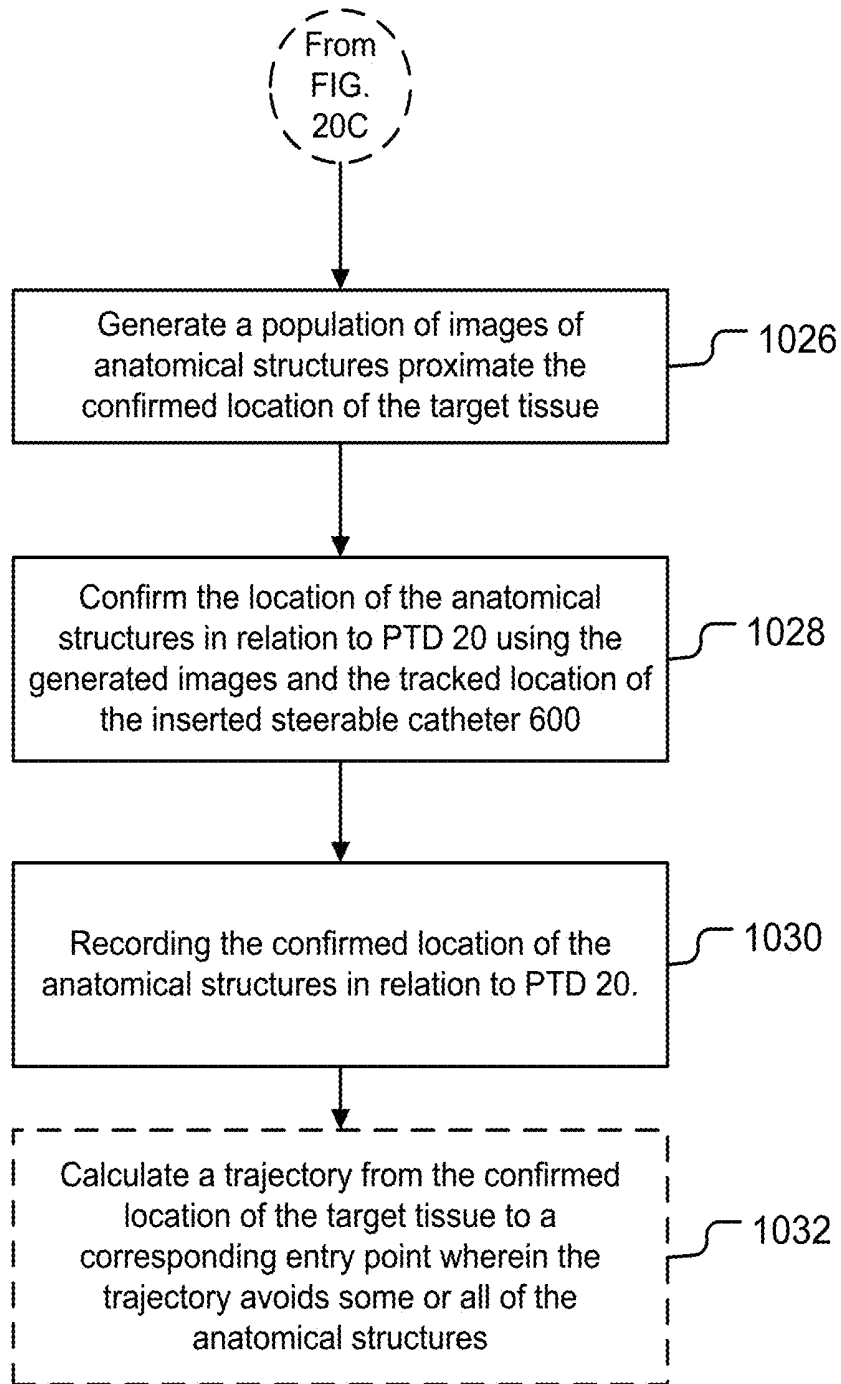 From
FIG.
20C
Generate a population of images of
anatomical structures proximate the
confirmed location of the target tissue
1026
Confirm the location of the anatomical
structures in relation to PTD 20 using the
generated images and the tracked location of
the inserted steerable catheter 600
1028
Recording the confirmed location of the
anatomical structures in relation to PTD 20.
1030
Calculate a trajectory from the confirmed
location of the target tissue to a
corresponding entry point wherein the
trajectory avoids some or all of the
anatomical structures
1032